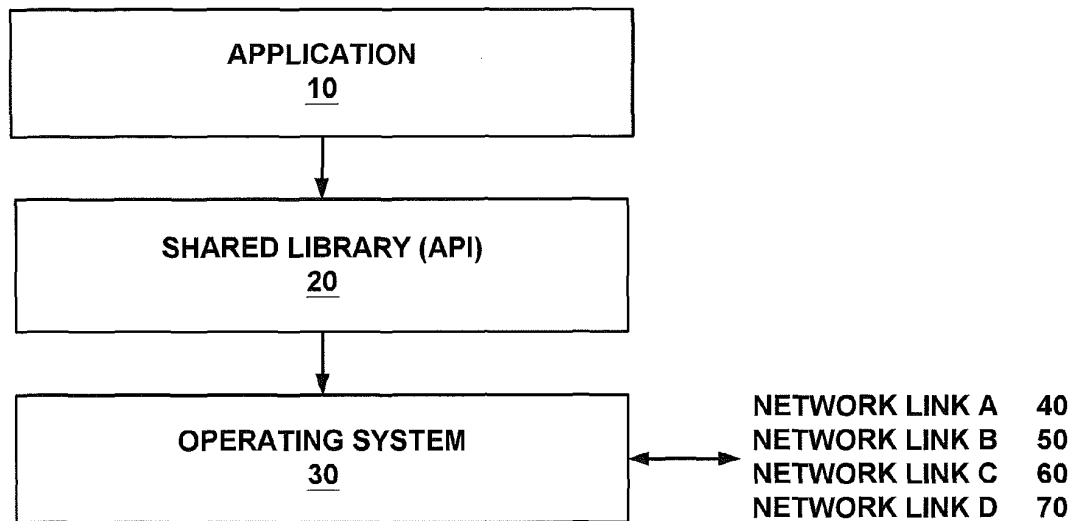 APPLICATION
10
SHARED LIBRARY (API)
20
OPERATING SYSTEM
30
NETWORK LINK A 40
NETWORK LINK B 50
NETWORK LINK C 60
NETWORK LINK D 70